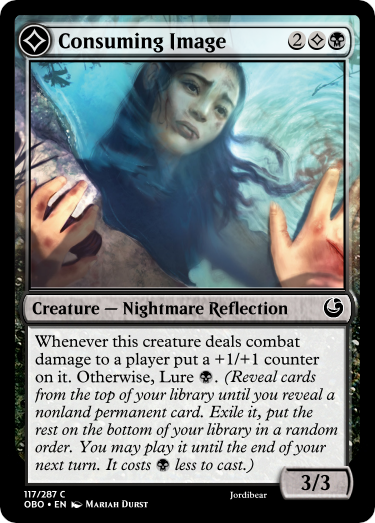 Consuming Image 2
Creature — Nightmare Reflection
Whenever this creature deals combat
damage to a player put a +1/+1 counter
on it. Otherwise, Lure . (Reveal cards
from the top of your library until you reveal a
nonland permanent card. Exile it, put the
rest on the bottom of your library in a random
order. You may play it until the end of your
next turn. It costs less to cast.)
3/3
117/287 C
OBO • EN Mariah Durst
Jordibear